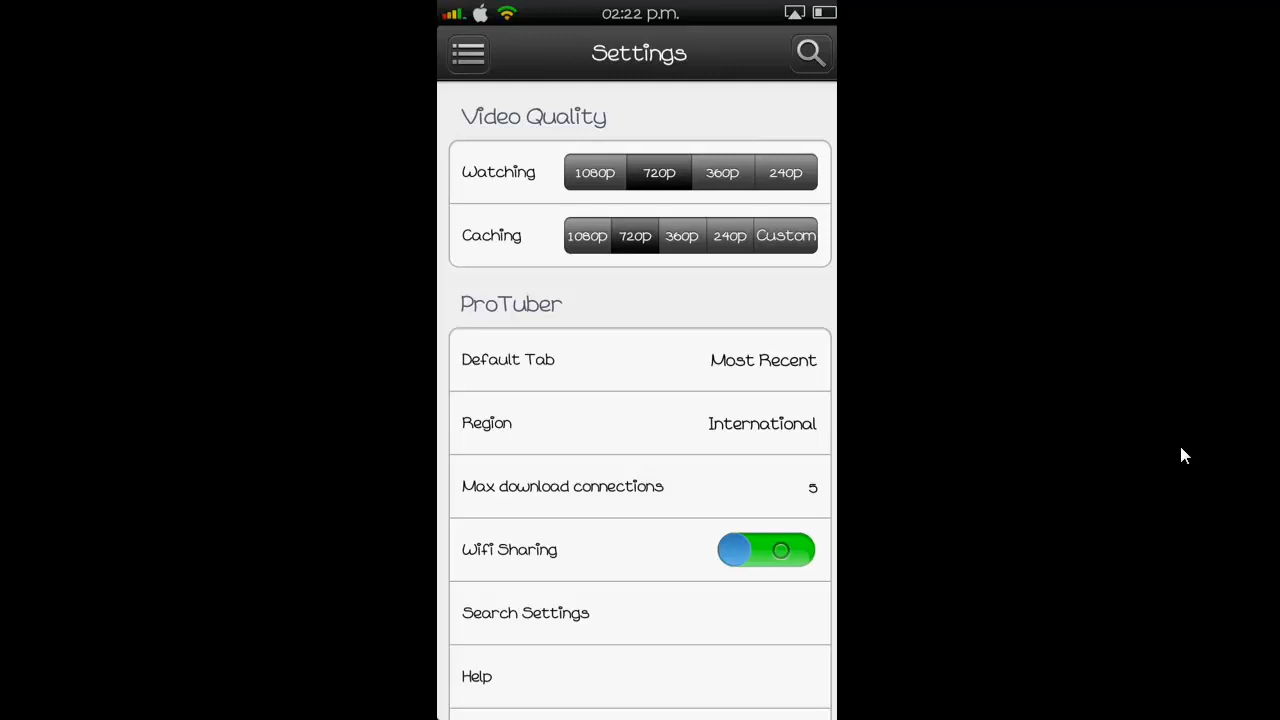 02:22 p.m.
Settings
Video Quality
Watching 1080p 720p 360p 240p
Caching 1080p 720p 360p 240p Custom
ProTuber
Default Tab Most Recent
Region International
Max download connections 5
Wifi Sharing
Search Settings
Help